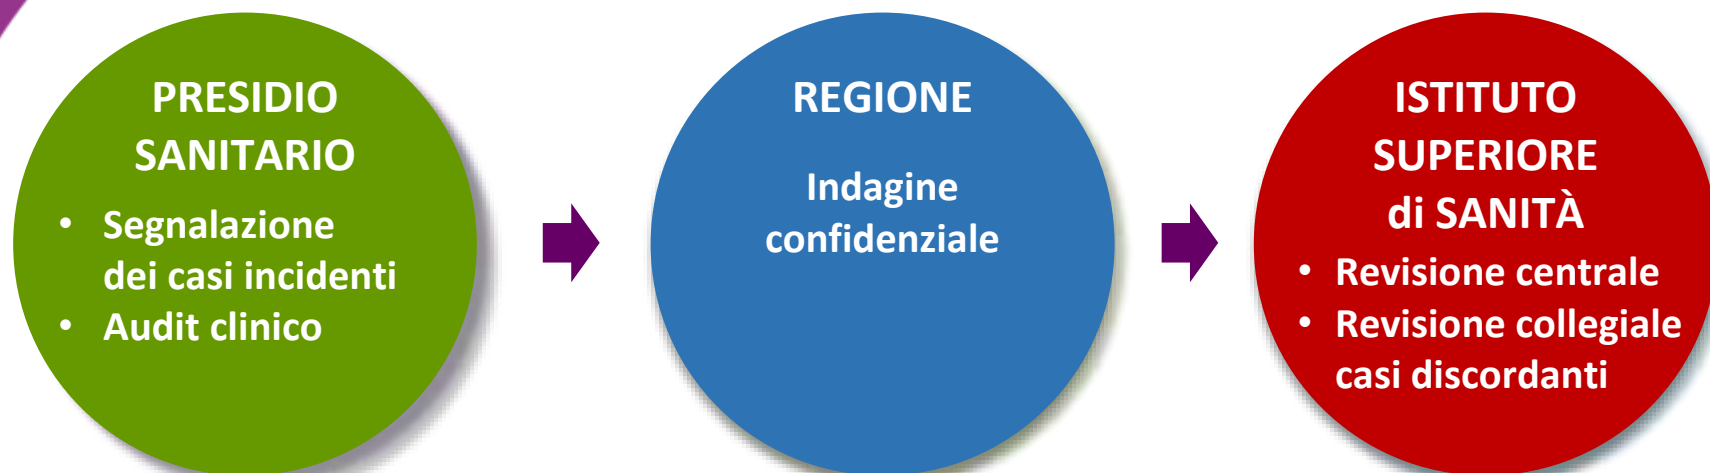 PRESIDIO
SANITARIO
• Segnalazione
dei casi incidenti
• Audit clinico
REGIONE
Indagine
confidenziale
ISTITUTO
SUPERIORE
di SANITÀ
• Revisione centrale
• Revisione collegiale
casi discordanti